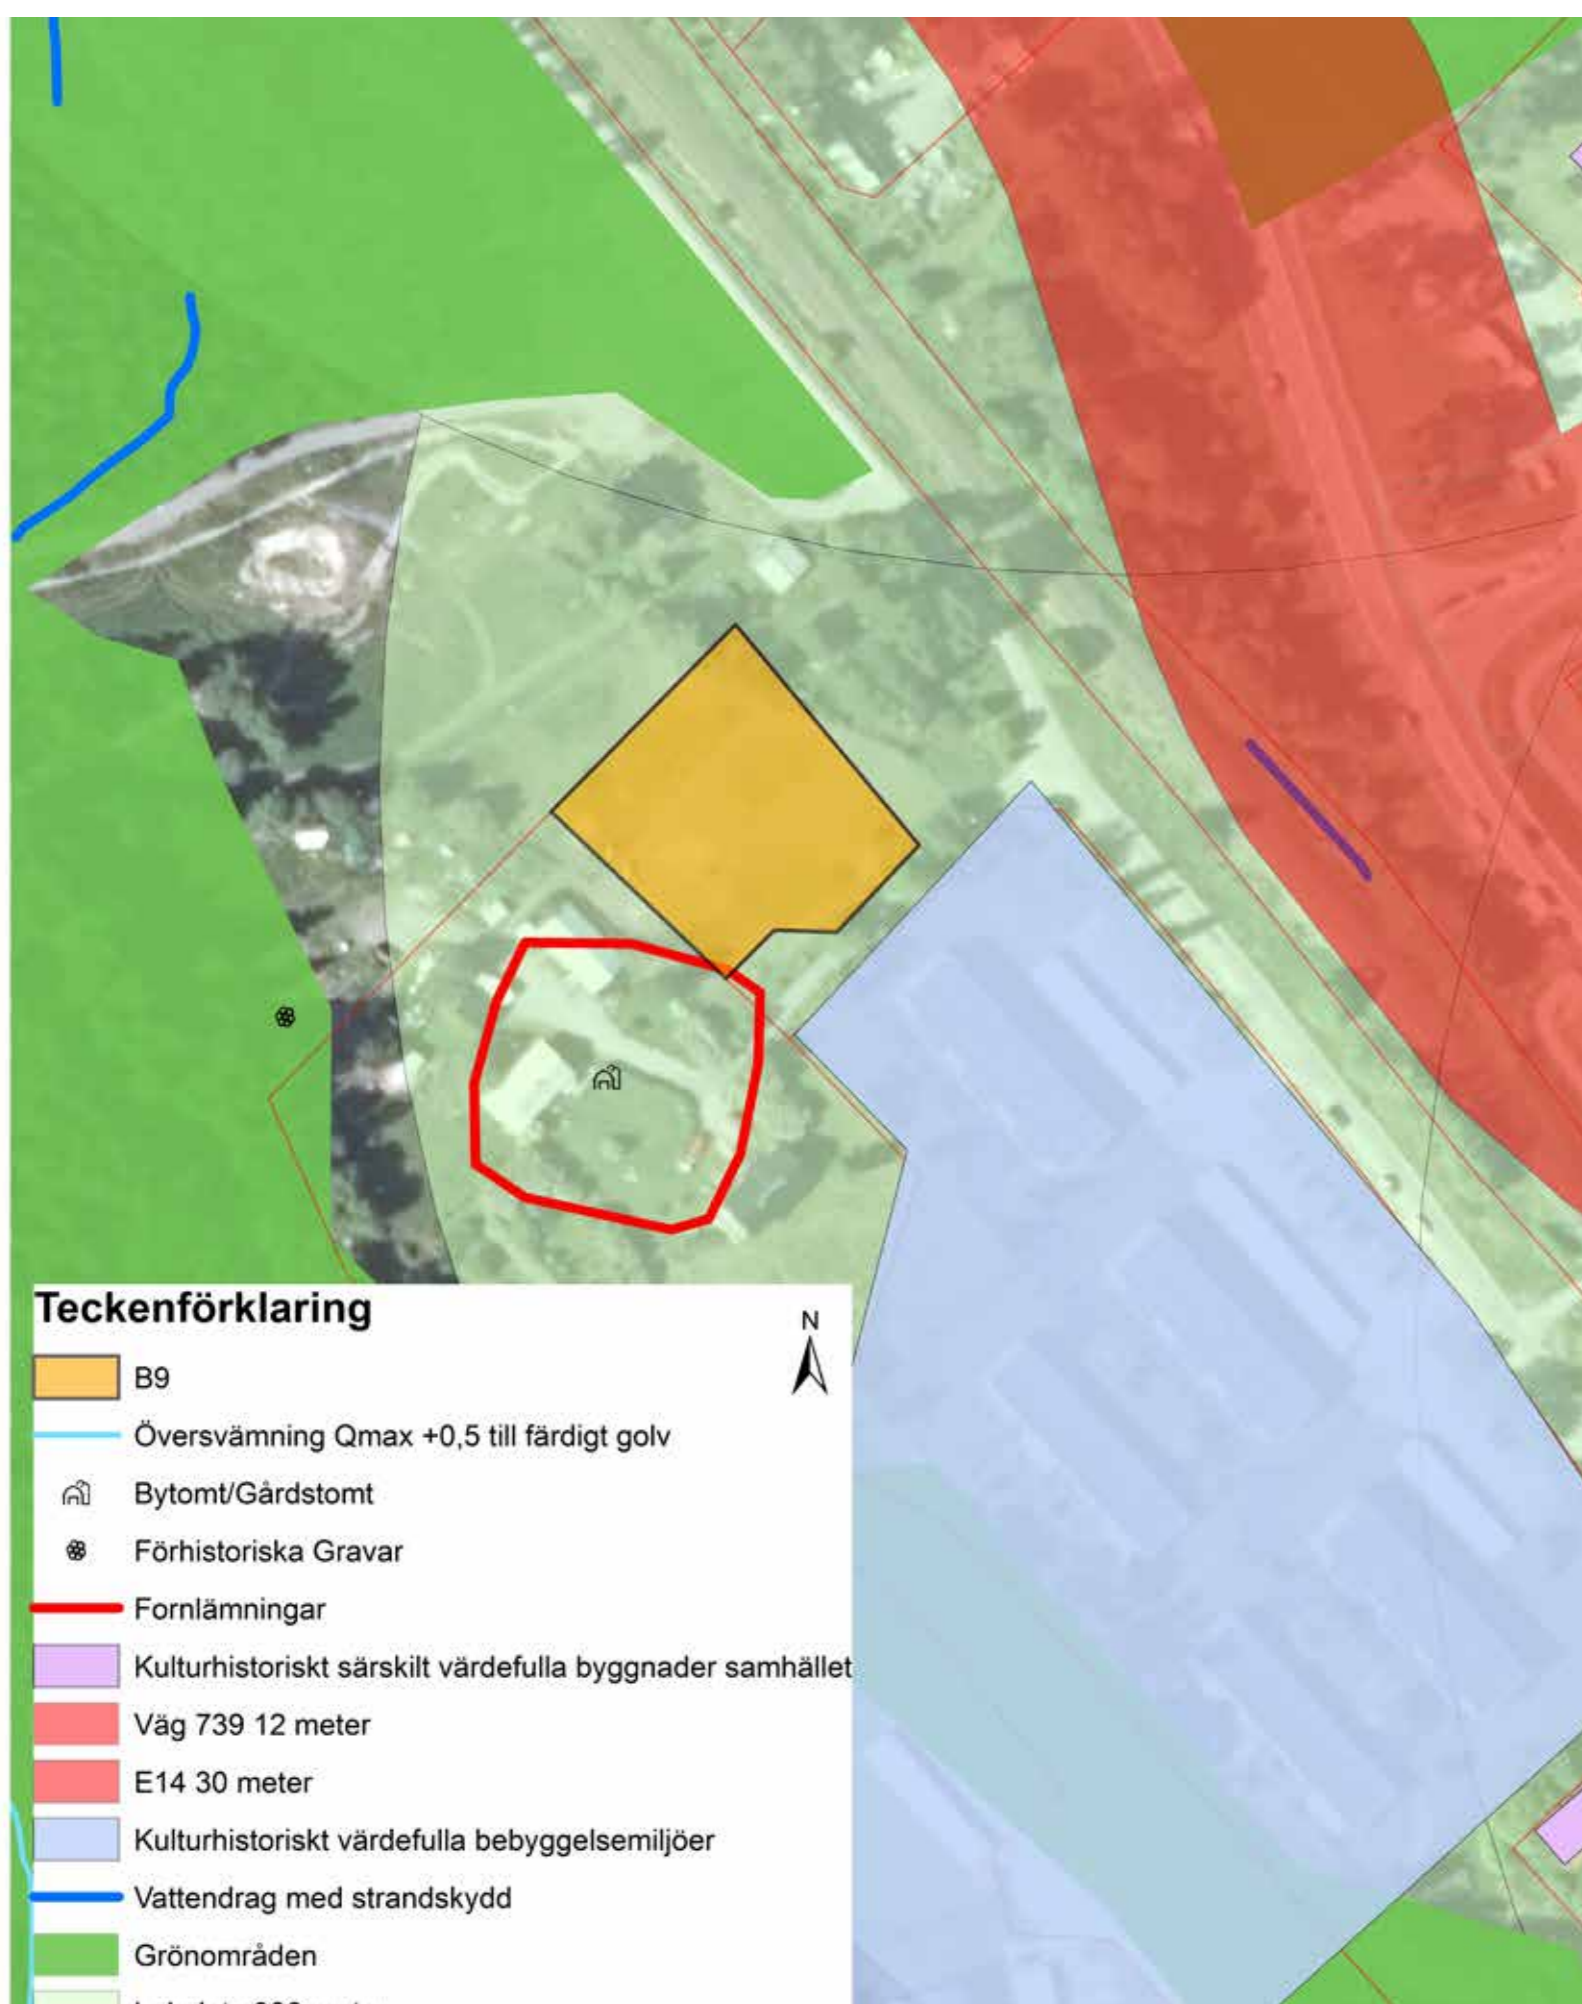 Teckenförklaring
N
B9
Översvämning Qmax +0,5 till färdigt golv
Bytomt/Gårdstomt
Förhistoriska Gravar
Fornlämningar
Kulturhistoriskt särskilt värdefulla byggnader samhället
Väg 739 12 meter
E14 30 meter
Kulturhistoriskt värdefulla bebyggelsemiljöer
Vattendrag med strandskydd
Grönområden